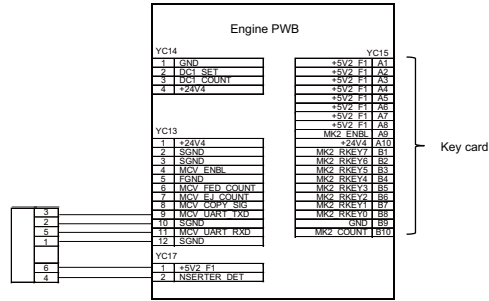 Engine PWB
YC14
1 GND
2 DC1 SET
3 DC1 COUNT
4 +24V4
YC13
1 +24V4
2 SGND
3 SGND
4 MCV ENBL
5 FGND
6 MCV FED COUNT
7 MCV EJ COUNT
8 MCV COPY SIG
9 MCV UART TXD
10 SGND
11 MCV UART RXD
12 SGND
YC17
1 +5V2 F1
2 NSERTER DET
3
2
5
1
6
4
YC15
+5V2 F1 A1
+5V2 F1 A2
+5V2 F1 A3
+5V2 F1 A4
+5V2 F1 A5
+5V2 F1 A6
+5V2 F1 A7
+5V2 F1 A8
MK2 ENBL A9
+24V4 A10
MK2 RKEY7 B1
MK2 RKEY6 B2
MK2 RKEY5 B3
MK2 RKEY4 B4
MK2 RKEY3 B5
MK2 RKEY2 B6
MK2 RKEY1 B7
MK2 RKEY0 B8
GND B9
MK2 COUNT B10
Key card